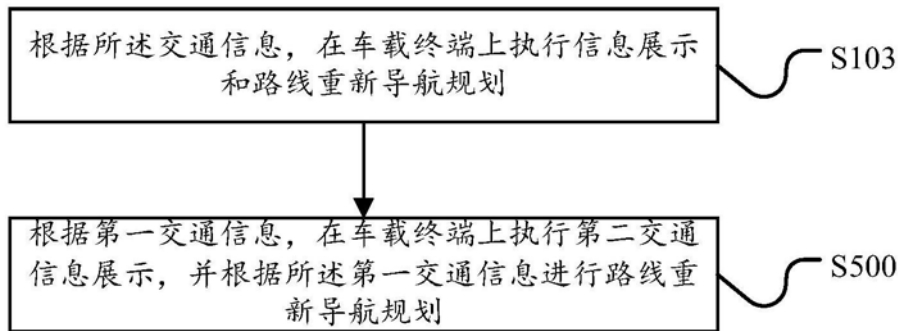 根据所述交通信息，在车载终端上执行信息展示
和路线重新导航规划
S103
根据第一交通信息，在车载终端上执行第二交通
信息展示，并根据所述第一交通信息进行路线重
新导航规划
S500